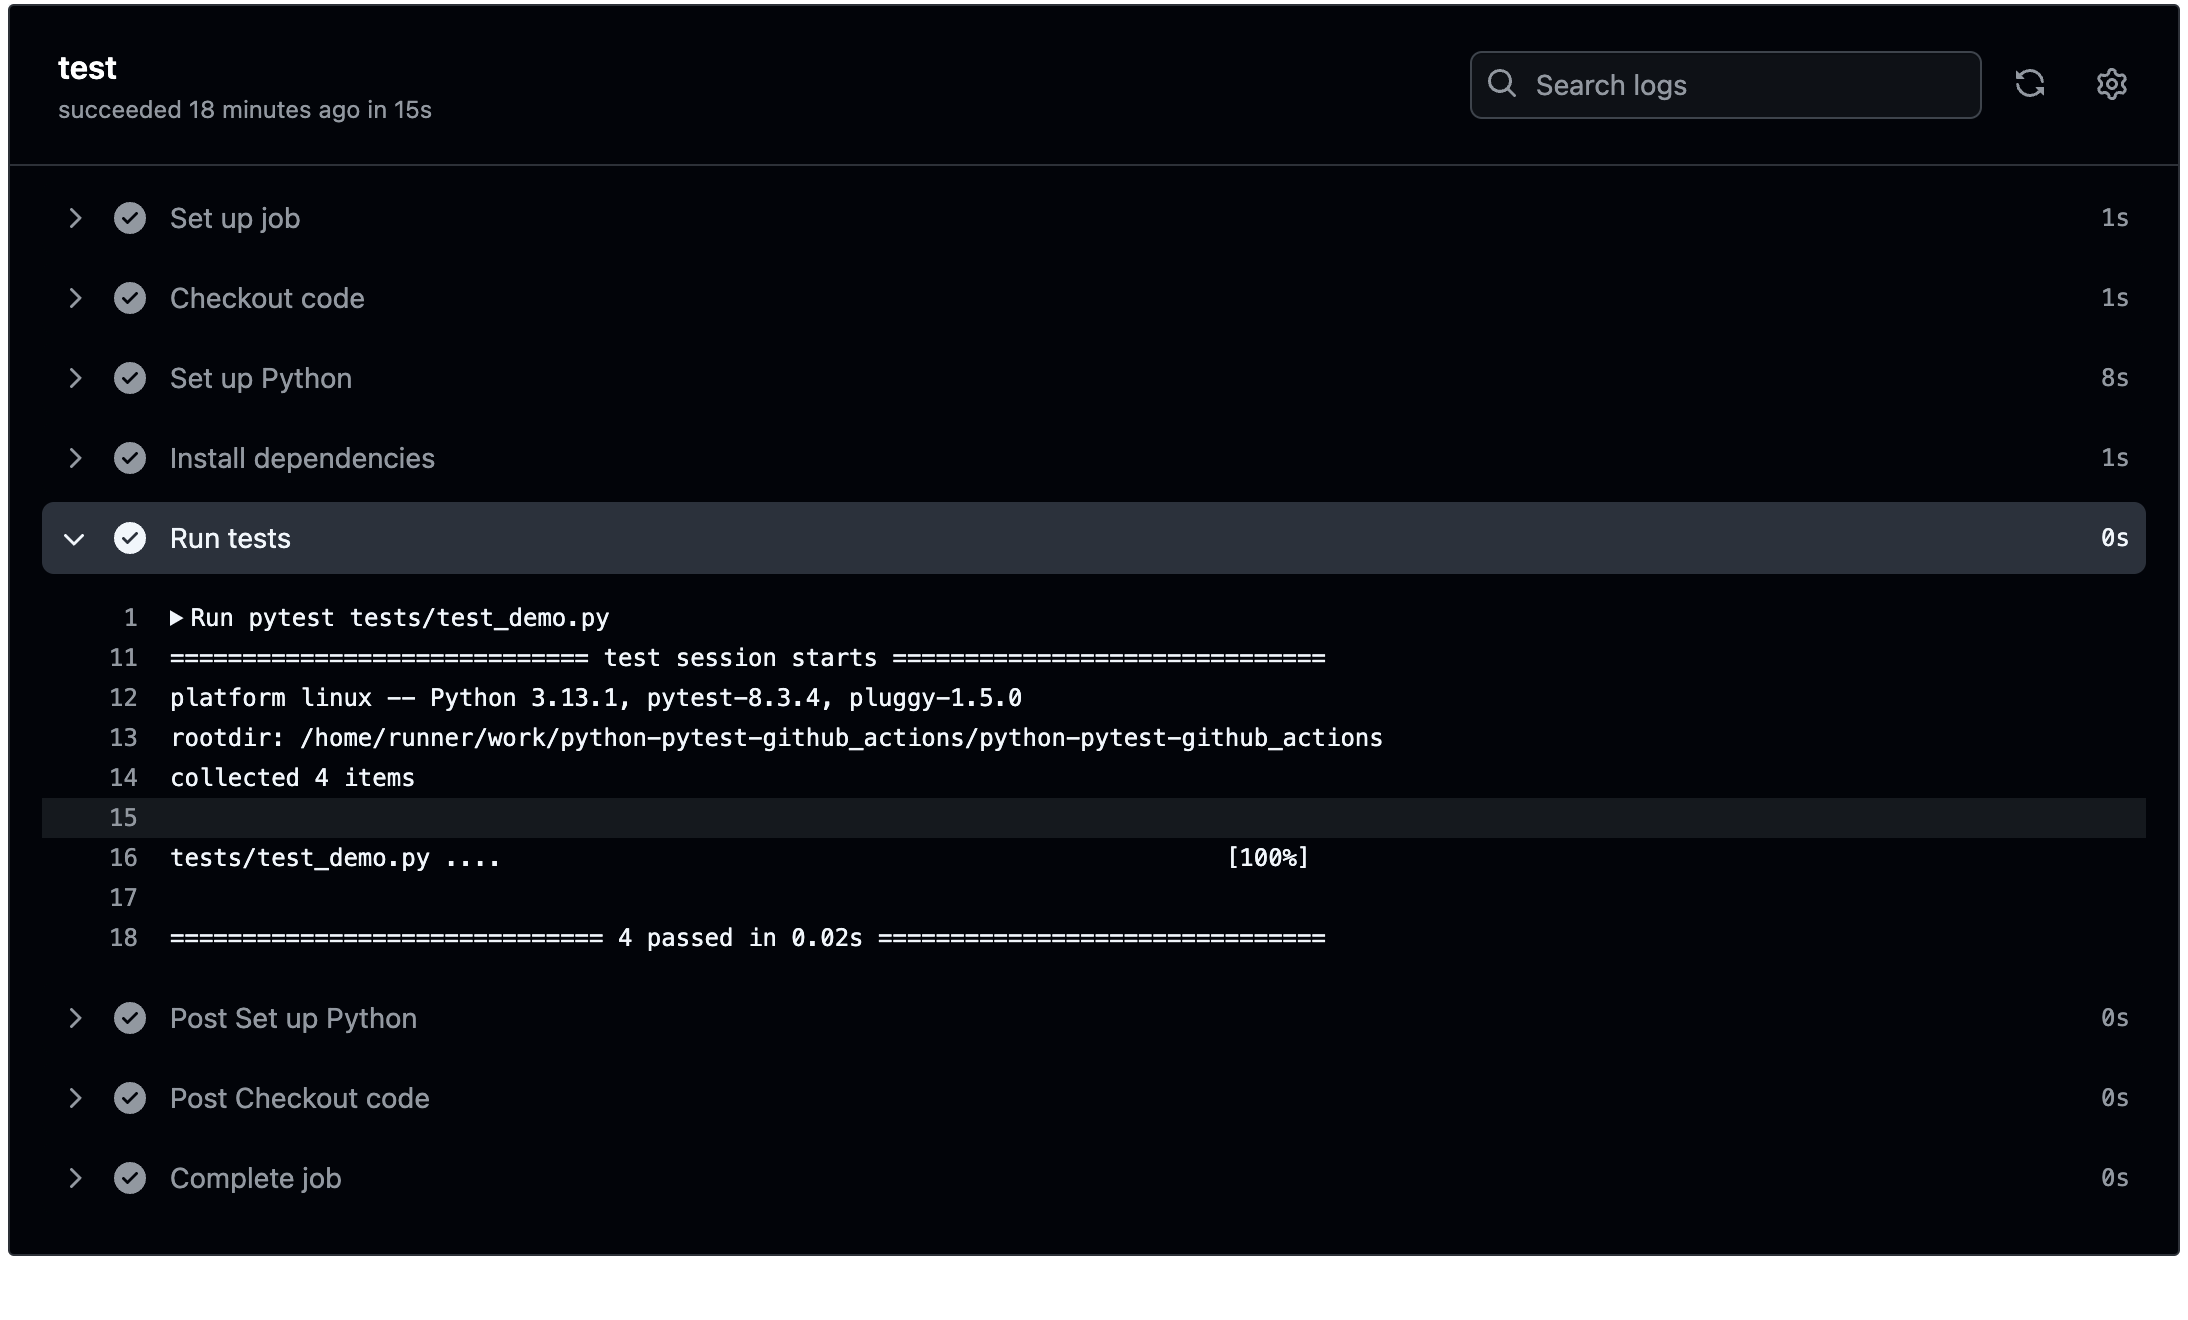 test
succeeded 18 minutes ago in 15s
Search logs
Set up job 1s
Checkout code 1s
Set up Python 8s
Install dependencies 1s
Run tests 0s
1 Run pytest tests/test_demo.py
11 ============================= test session starts ==============================
12 platform linux -- Python 3.13.1, pytest-8.3.4, pluggy-1.5.0
13 rootdir: /home/runner/work/python-pytest-github_actions/python-pytest-github_actions
14 collected 4 items
15
16 tests/test_demo.py .... [100%]
17
18 ============================== 4 passed in 0.02s ===============================
Post Set up Python 0s
Post Checkout code 0s
Complete job 0s